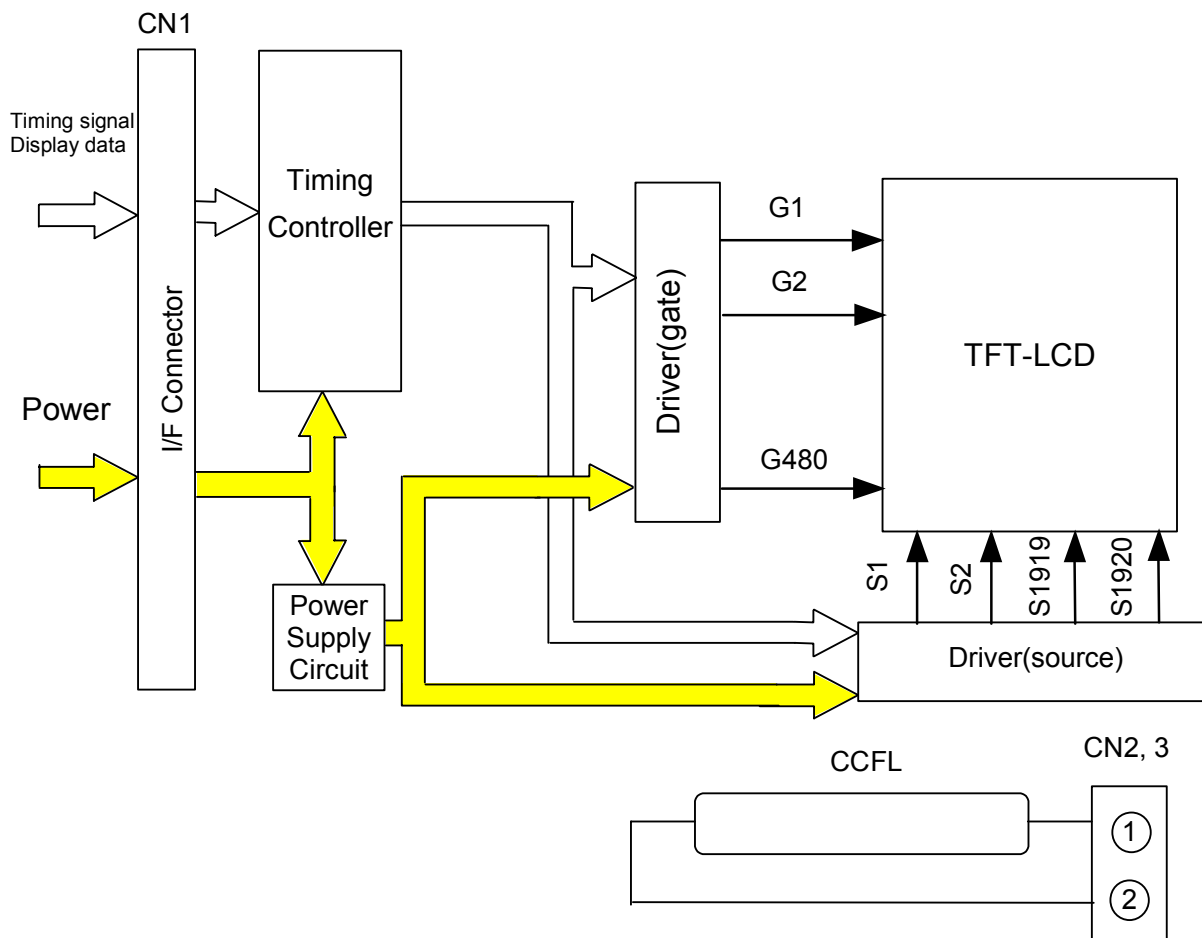 CN1
Timing signal
Display data
Power
I/F Connector
Timing
Controller
Power
Supply
Circuit
Driver(gate)
G1
G2
G480
TFT-LCD
S1
S2
S1919
S1920
Driver(source)
CCFL
CN2, 3
1
2